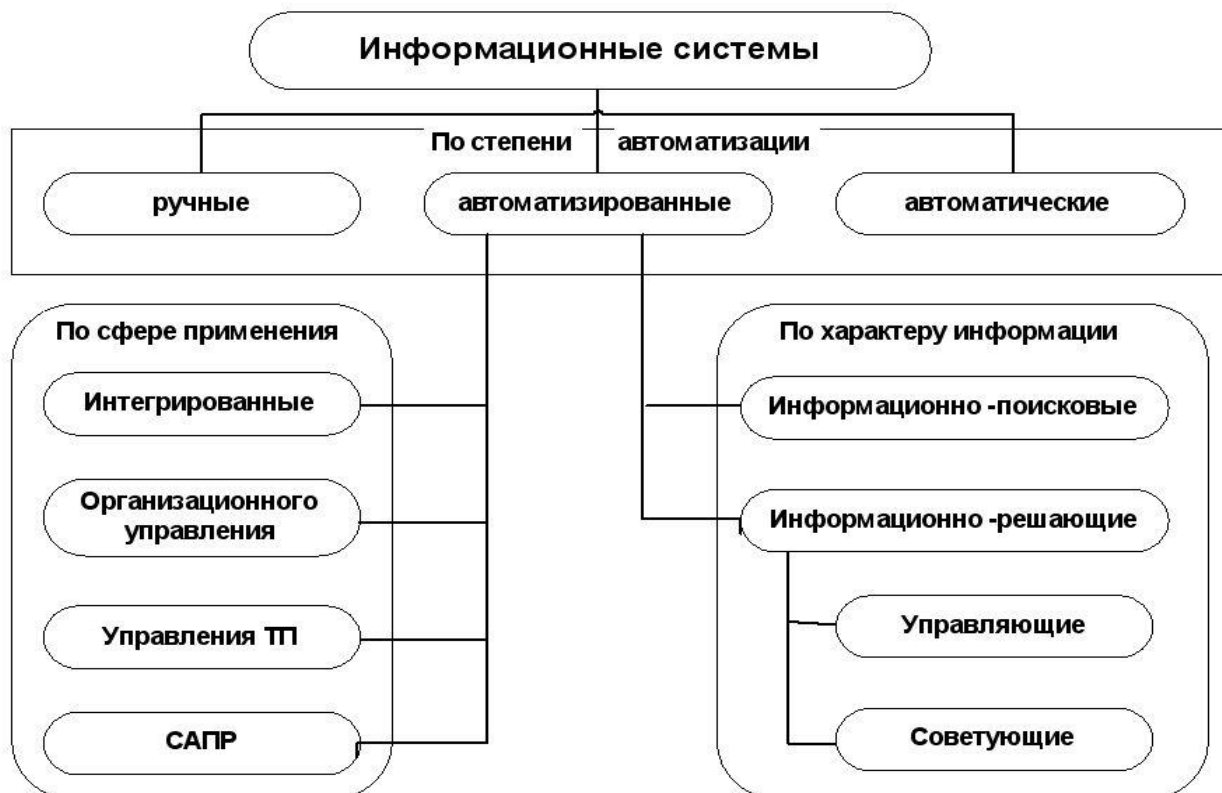 Информационные системы
По степени автоматизации
ручные
автоматизированные
автоматические
По сфере применения
Интегрированные
Организационного
управления
Управления ТП
САПР
По характеру информации
Информационно -поисковые
Информационно -решающие
Управляющие
Советующие